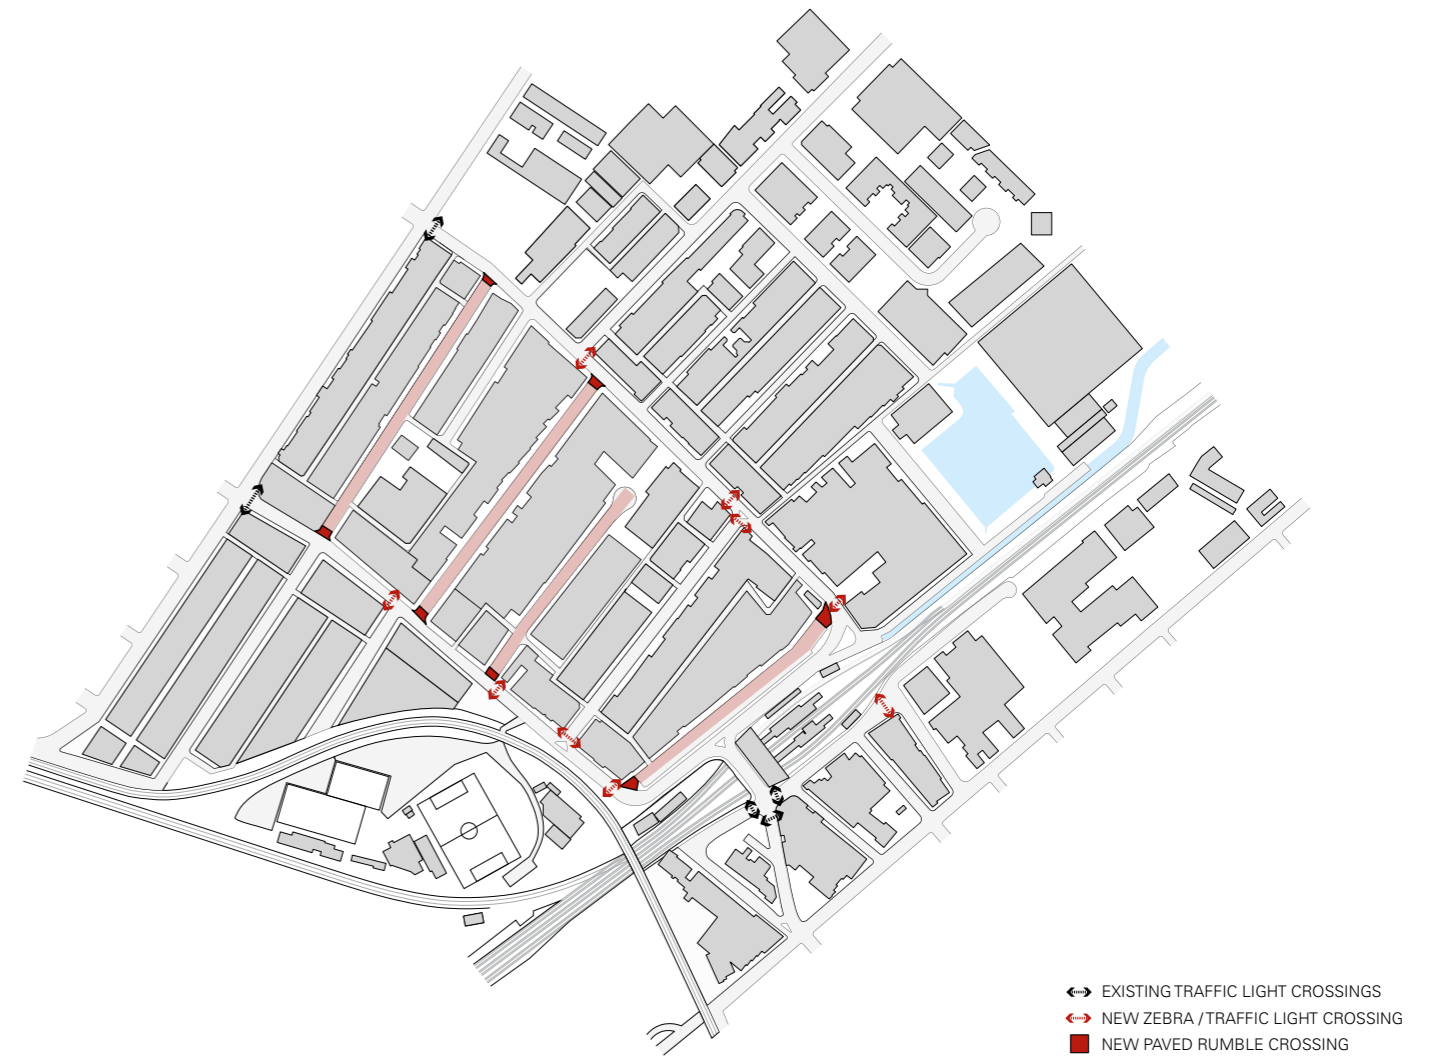 EXISTING TRAFFIC LIGHT CROSSINGS
NEW ZEBRA / TRAFFIC LIGHT CROSSING
NEW PAVED RUMBLE CROSSING